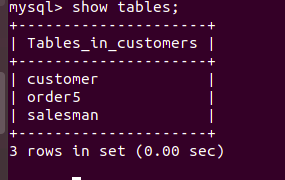 mysql> show tables;
+---------------------+
| Tables_in_customers |
+---------------------+
| customer            |
| order5              |
| salesman            |
+---------------------+
3 rows in set (0.00 sec)